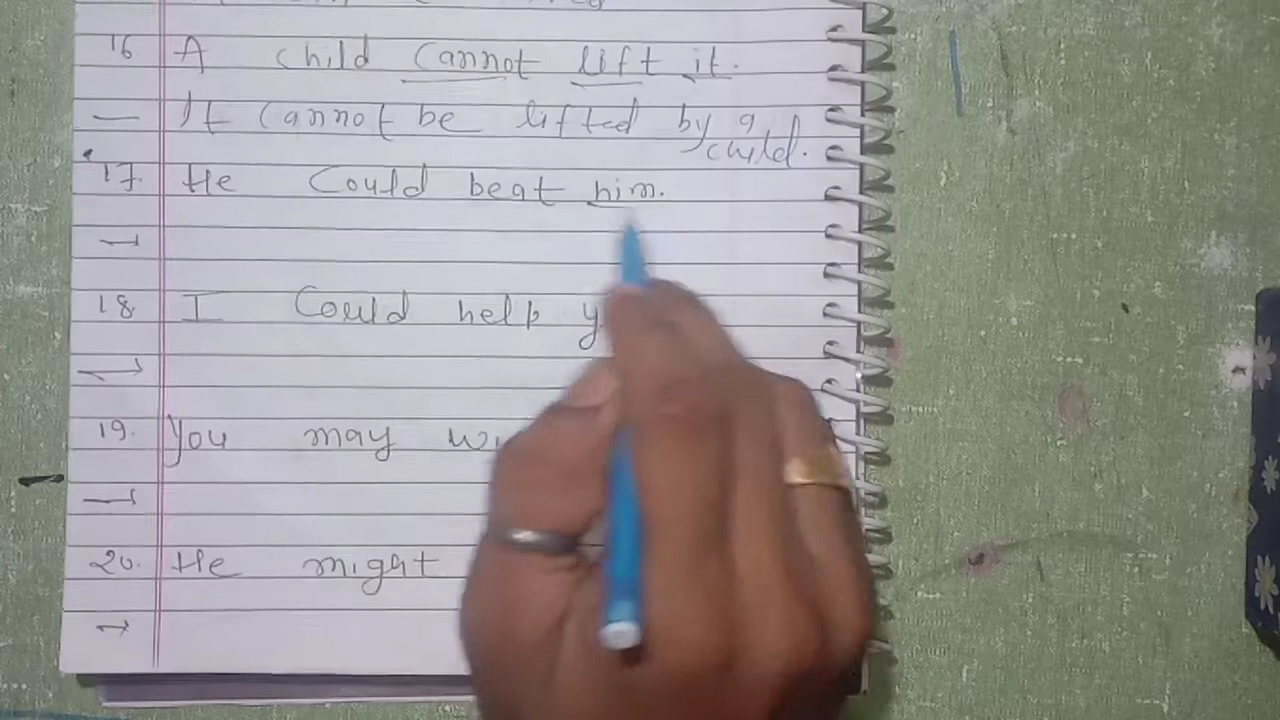 16 A child cannot lift it.
— It cannot be lifted by a
child.
17. He Could beat him.
18 I Could help
19. You may
20. He might